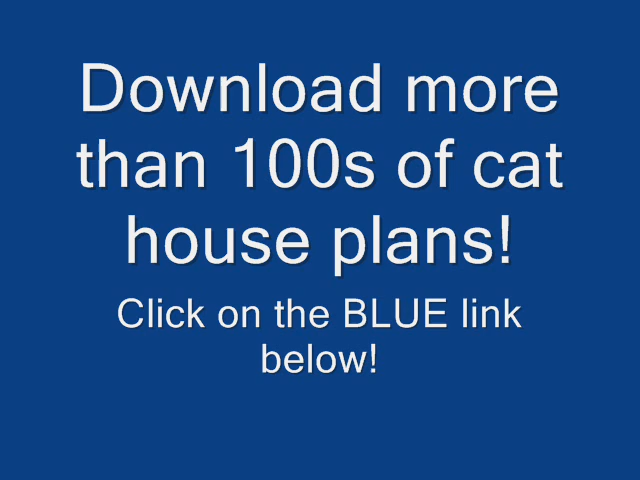 Download more
than 100s of cat
house plans!
Click on the BLUE link
below!